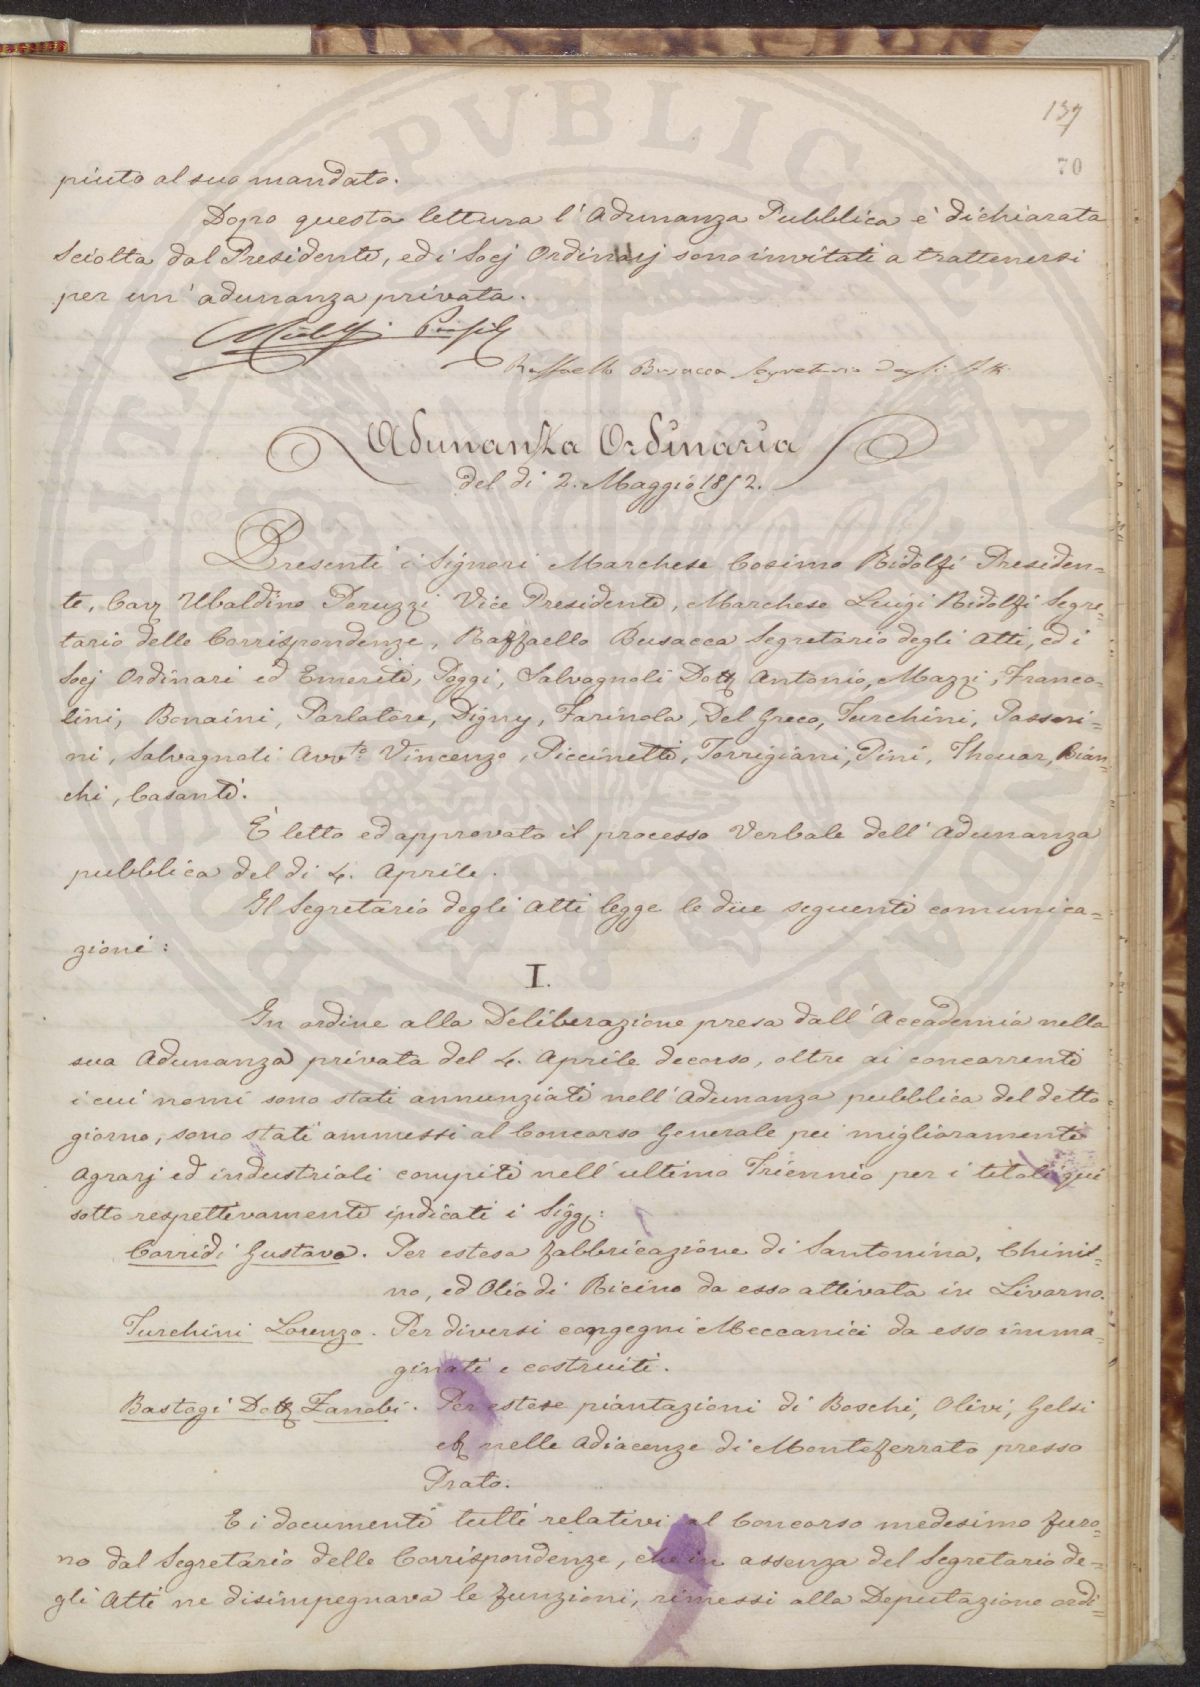 137
70
piuto al suo mandato.
Dopo questa lettura l'Adunanza Pubblica è dichiarata
Sciolta dal Presidente, ed i Socj Ordinarj sono invitati a trattenersi
per un'adunanza privata.
Raffaello Busacca Segretario degli Atti
Adunanza Ordinaria
del dì 2. Maggio 1852.
Presenti i Signori Marchese Cosimo Ridolfi Presiden=
te, Cav Ubaldino Peruzzi Vice Presidente, Marchese Luigi Ridolfi Segre=
tario delle Corrispondenze, Raffaello Busacca Segretario degli Atti, ed i
Socj Ordinari ed Emeriti, Poggi, Salvagnoli Dott Antonio, Mazzi, Franco=
lini, Bonaini, Parlatore, Digny, Farinola, Del Greco, Turchini, Passeri=
ni, Salvagnoli Avvto Vincenzo, Piccinetti, Torrigiani, Pini, Thouar, Bian=
chi, Casanti.
È letto ed approvato il processo Verbale dell'Adunanza
pubblica del dì 4. Aprile.
Il Segretario degli Atti legge le due seguenti comunica=
zioni:
I.
In ordine alla Deliberazione presa dall'Accademia nella
sua Adunanza privata del 4. Aprile decorso, oltre ai concorrenti
i cui nomi sono stati annunziati nell'Adunanza pubblica del detto
giorno, sono stati ammessi al Concorso Generale pei miglioramenti
Agrarj ed industriali compiti nell'ultimo Triennio per i titoli qui
sotto respettivamente indicati i Sigg:
Corridi Gustavo. Per estesa fabbricazione di Santonina, Chini=
no, ed Olio di Ricino da esso attivata in Livorno.
Turchini Lorenzo. Per diversi congegni Meccanici da esso imma=
ginati e costruiti.
Bastogi Dott Zanobi. Per estese piantazioni di Boschi, Olivi, Gelsi
ec nelle adiacenze di Monteferrato presso
Prato.
E i documenti tutti relativi al Concorso medesimo furo=
no dal Segretario delle Corrispondenze, che in assenza del Segretario de=
gli Atti ne disimpegnava le funzioni, rimessi alla Deputazione ordi=